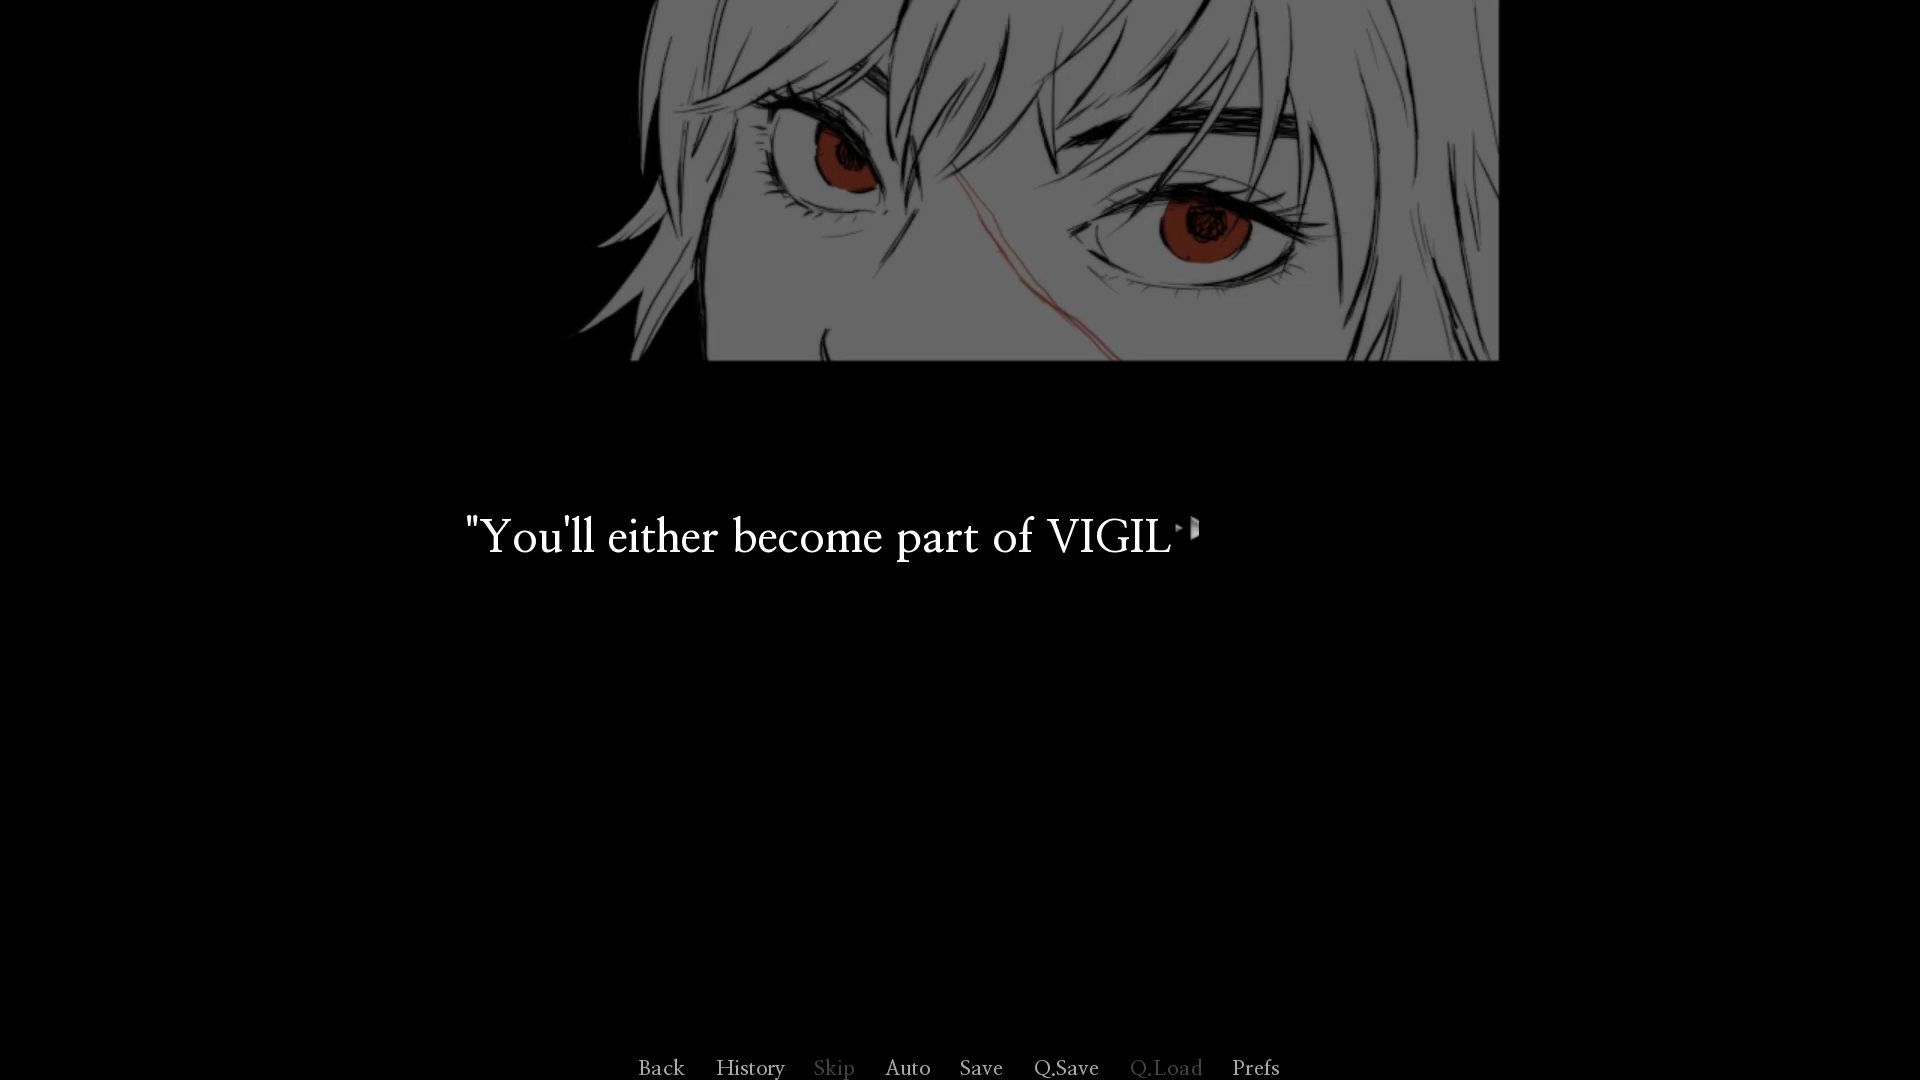 "You'll either become part of VIGIL
Back History Skip Auto Save Q.Save Q.Load Prefs